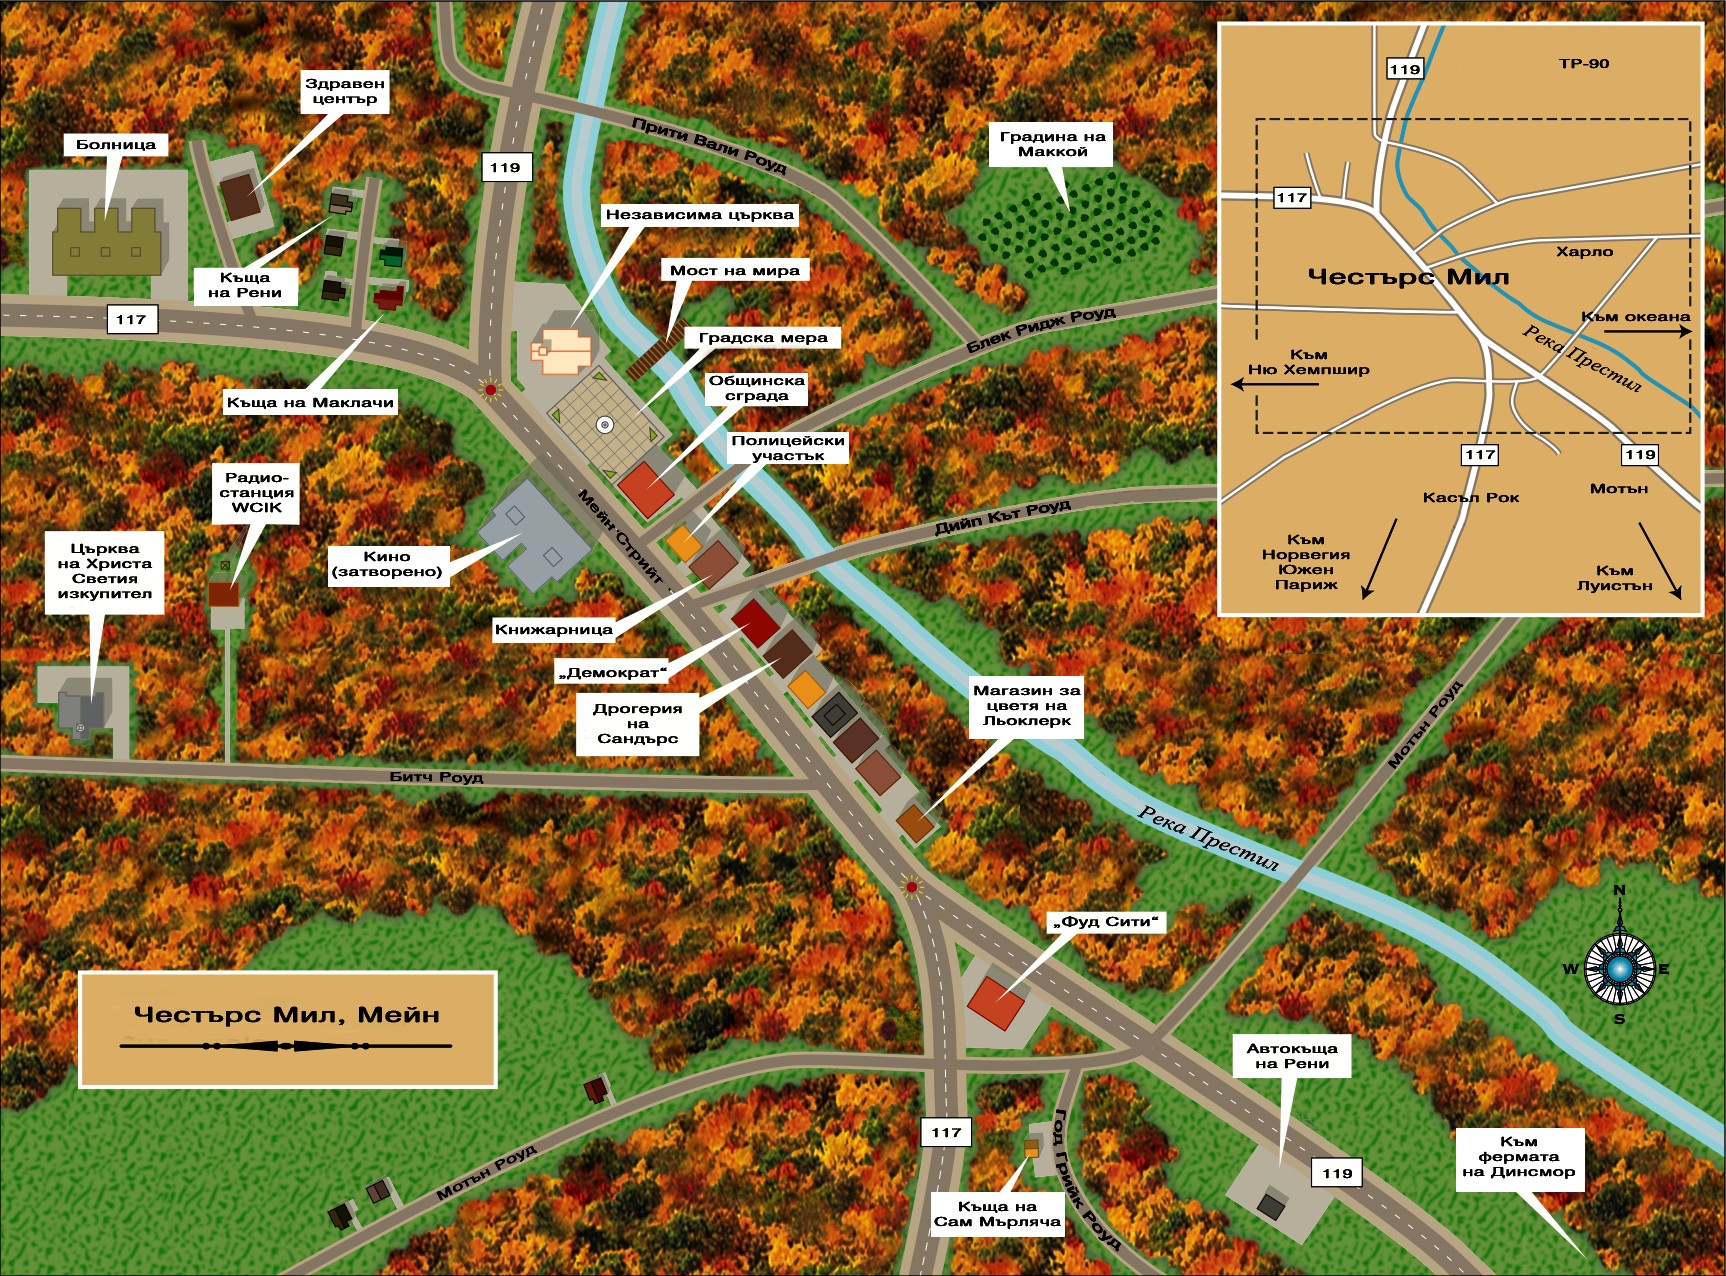 Здравен
център
Болница
119
Прити Вали Роуд
Градина на
Маккой
Независима църква
Мост на мира
Къща
на Рени
117
Градска мера
Блек Ридж Роуд
Общинска
сграда
Къща на Маклачи
Полицейски
участък
Радио-
станция
WCIK
Мейн Стрийт
Дийп Кът Роуд
Църква
на Христа
Светия
изкупител
Кино
(затворено)
Книжарница
„Демократ“
Дрогерия
на
Сандърс
Магазин за
цветя на
Льоклерк
Мотън Роуд
Битч Роуд
Река Престил
„Фуд Сити“
N
W
E
S
Честърс Мил, Мейн
Автокъща
на Рени
117
Год Грийк Роуд
Мотън Роуд
119
Към
фермата
на Динсмор
Къща на
Сам Мърляча
119
ТР-90
117
Харло
Честърс Мил
Към океана
Река Престил
Към
Ню Хемпшир
117
119
Касъл Рок
Мотън
Към
Норвегия
Южен
Париж
Към
Луистън